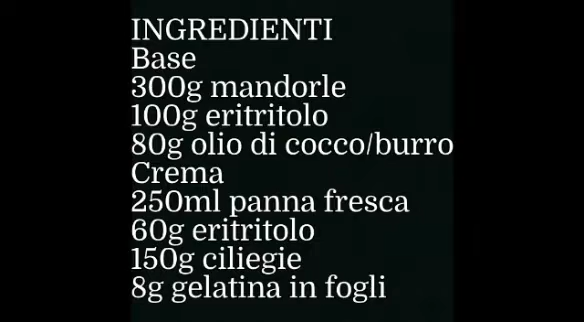 INGREDIENTI
Base
300g mandorle
100g eritritolo
80g olio di cocco/burro
Crema
250ml panna fresca
60g eritritolo
150g ciliegie
8g gelatina in fogli